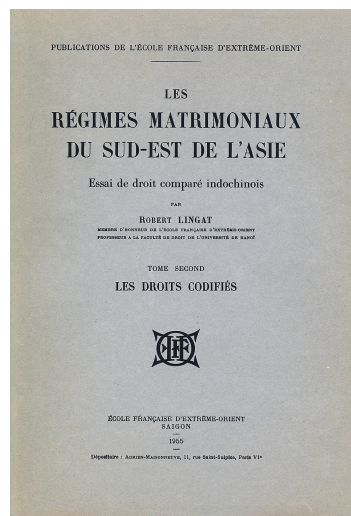 PUBLICATIONS DE L'ÉCOLE FRANÇAISE D'EXTRÊME-ORIENT
LES
RÉGIMES MATRIMONIAUX
DU SUD-EST DE L'ASIE
Essai de droit comparé indochinois
PAR
ROBERT LINGAT
MEMBRE D'HONNEUR DE L'ÉCOLE FRANÇAISE D'EXTRÊME-ORIENT
PROFESSEUR A LA FACULTÉ DE DROIT DE L'UNIVERSITÉ DE HANOÏ
TOME SECOND
LES DROITS CODIFIÉS
ÉCOLE FRANÇAISE D'EXTRÊME-ORIENT
SAIGON
1955
Dépositaire : ADRIEN-MAISONNEUVE, 11, rue Saint-Sulpice, Paris VIe